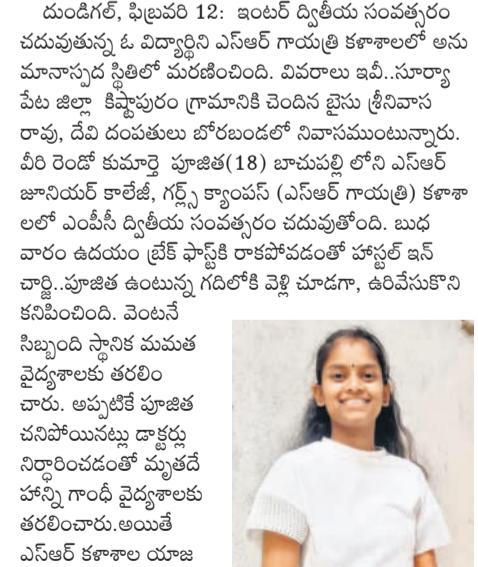 దుండిగల్, ఫిబ్రవరి 12: ఇంటర్ ద్వితీయ సంవత్సరం
చదువుతున్న ఓ విద్యార్థిని ఎస్ఆర్ గాయత్రి కళాశాలలో అను
మానాస్పద స్థితిలో మరణించింది. వివరాలు ఇవీ..సూర్యా
పేట జిల్లా కిష్టాపురం గ్రామానికి చెందిన బైసు శ్రీనివాస
రావు, దేవి దంపతులు బోరబండలో నివాసముంటున్నారు.
వీరి రెండో కుమార్తె పూజిత(18) బాచుపల్లి లోని ఎస్ఆర్
జూనియర్ కాలేజీ, గర్ల్స్ క్యాంపస్ (ఎస్ఆర్ గాయత్రి) కళాశా
లలో ఎంపీసీ ద్వితీయ సంవత్సరం చదువుతోంది. బుధ
వారం ఉదయం బ్రేక్ ఫాస్ట్‌కి రాకపోవడంతో హాస్టల్ ఇన్
చార్జి..పూజిత ఉంటున్న గదిలోకి వెళ్లి చూడగా, ఉరివేసుకొని
కనిపించింది. వెంటనే
సిబ్బంది స్థానిక మమత
వైద్యశాలకు తరలిం
చారు. అప్పటికే పూజిత
చనిపోయినట్లు డాక్టర్లు
నిర్ధారించడంతో మృతదే
హాన్ని గాంధీ వైద్యశాలకు
తరలించారు.అయితే
ఎస్ఆర్ కళాశాల యాజ